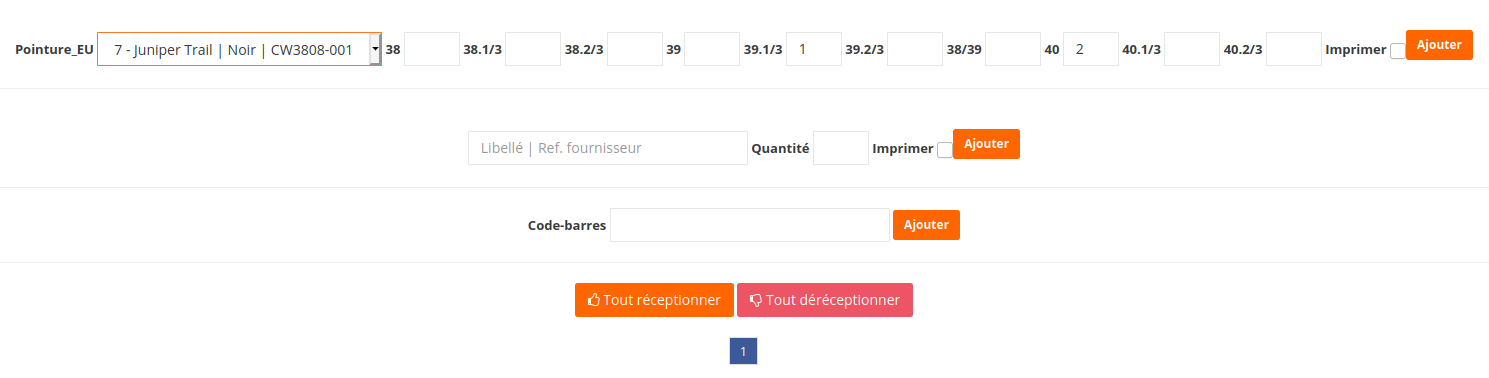 Pointure_EU 7 - Juniper Trail | Noir | CW3808-001 38 38.1/3 38.2/3 39 39.1/3 1 39.2/3 38/39 40 2 40.1/3 40.2/3 Imprimer Ajouter
Libellé | Ref. fournisseur Quantité Imprimer Ajouter
Code-barres Ajouter
Tout réceptionner Tout déréceptionner
1